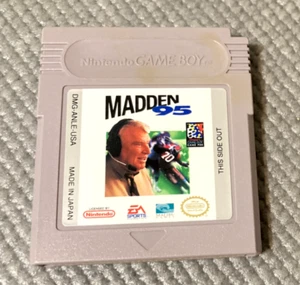 Nintendo GAME BOY
DMG-ANLE-USA
MADE IN JAPAN
MADDEN
95
THIS SIDE OUT
Nintendo
EA
SPORTS